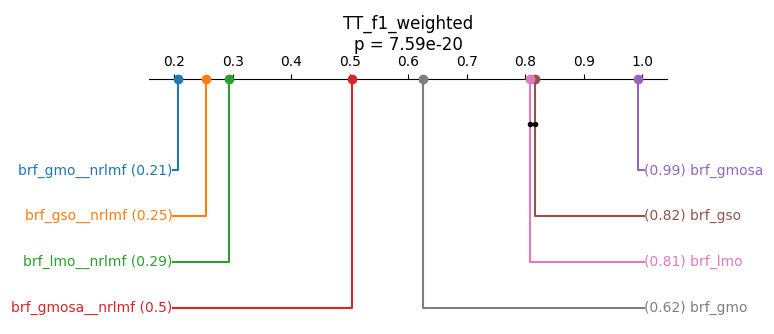 TT_f1_weighted
p = 7.59e-20
0.2 0.3 0.4 0.5 0.6 0.7 0.8 0.9 1.0
brf_gmo__nrlmf (0.21) (0.99) brf_gmosa
brf_gso__nrlmf (0.25) (0.82) brf_gso
brf_lmo__nrlmf (0.29) (0.81) brf_lmo
brf_gmosa__nrlmf (0.5) (0.62) brf_gmo